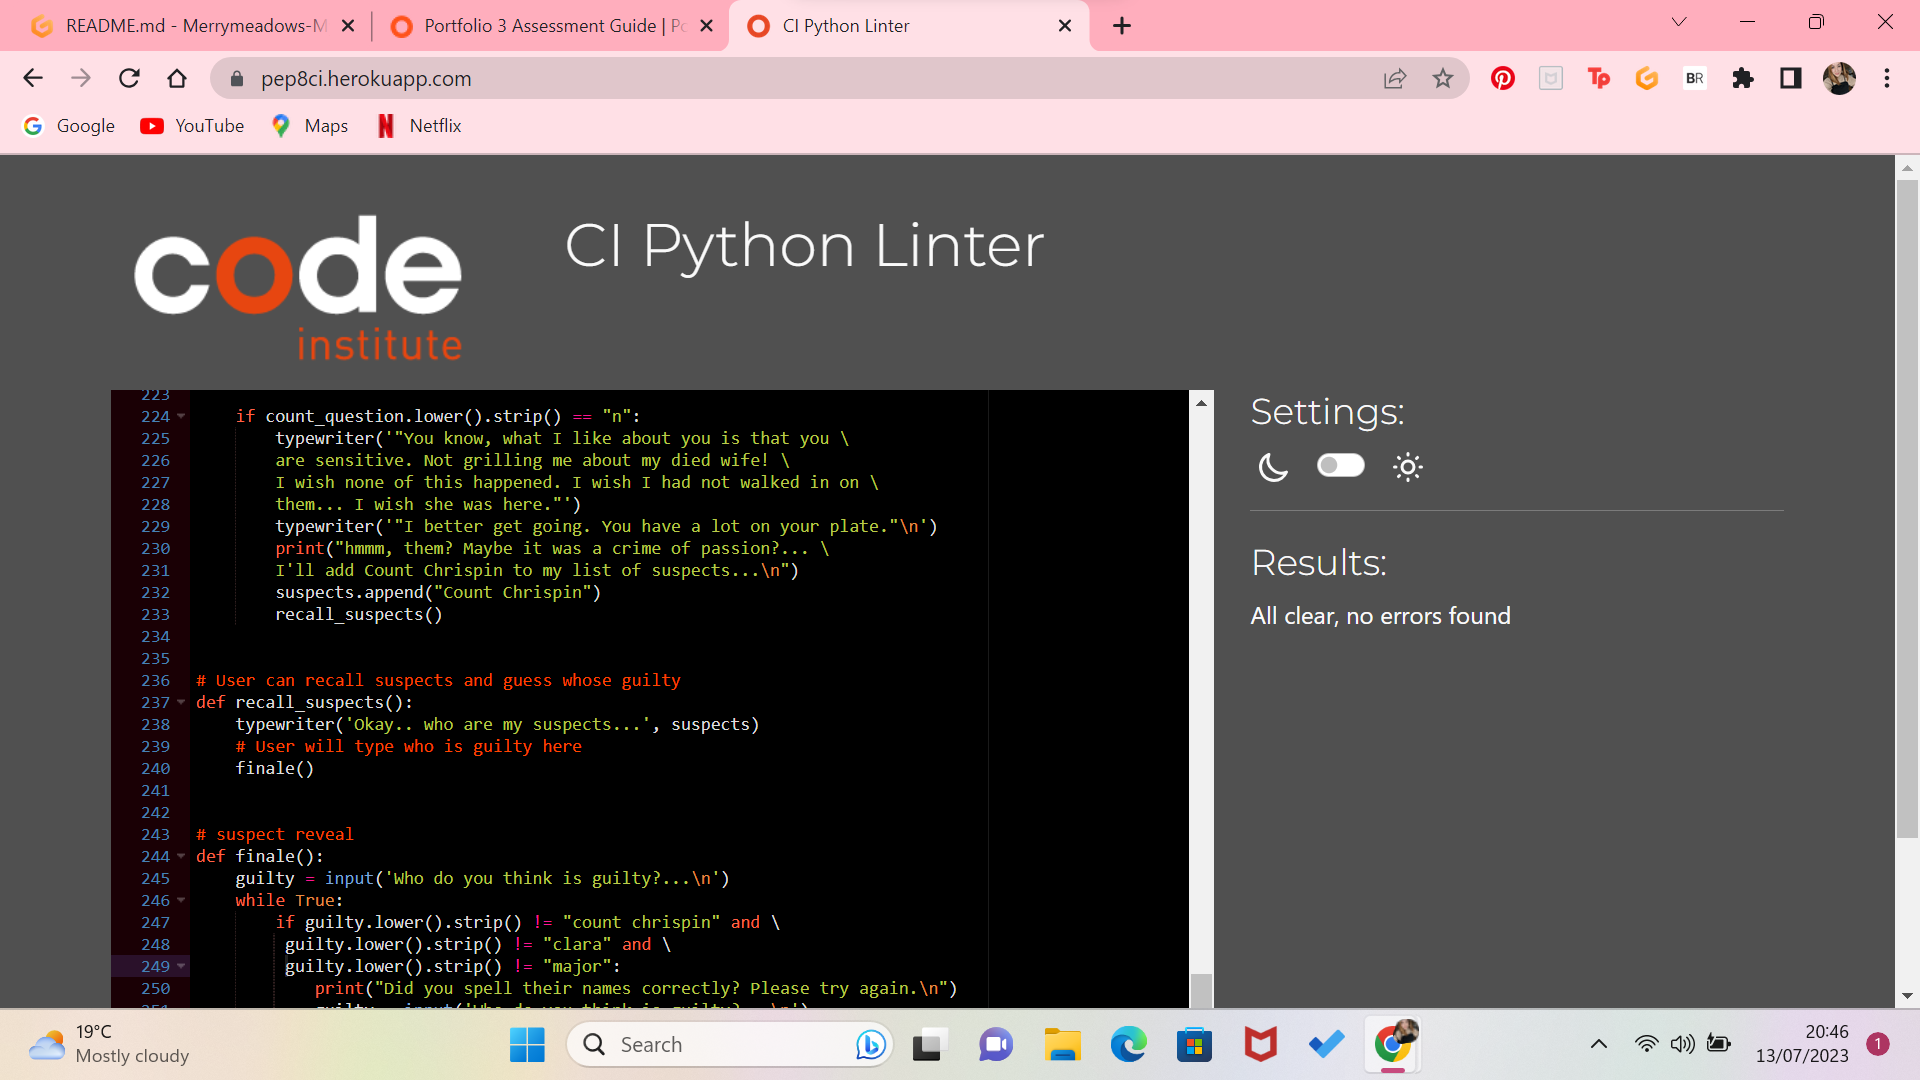 README.md - Merrymeadows-M
Portfolio 3 Assessment Guide | Po
CI Python Linter
pep8ci.herokuapp.com
BR
Google
YouTube
Maps
Netflix
code
institute
CI Python Linter
223
224 if count_question.lower().strip() == "n":
225 typewriter('"You know, what I like about you is that you \
226 are sensitive. Not grilling me about my died wife! \
227 I wish none of this happened. I wish I had not walked in on \
228 them... I wish she was here."')
229 typewriter('"I better get going. You have a lot on your plate."\n')
230 print("hmmm, them? Maybe it was a crime of passion?... \
231 I'll add Count Chrispin to my list of suspects...\n")
232 suspects.append("Count Chrispin")
233 recall_suspects()
234
235
236 # User can recall suspects and guess whose guilty
237 def recall_suspects():
238 typewriter('Okay.. who are my suspects...', suspects)
239 # User will type who is guilty here
240 finale()
241
242
243 # suspect reveal
244 def finale():
245 guilty = input('Who do you think is guilty?...\n')
246 while True:
247 if guilty.lower().strip() != "count chrispin" and \
248 guilty.lower().strip() != "clara" and \
249 guilty.lower().strip() != "major":
250 print("Did you spell their names correctly? Please try again.\n")
Settings:
Results:
All clear, no errors found
19°C
Mostly cloudy
Search
20:46
13/07/2023
1